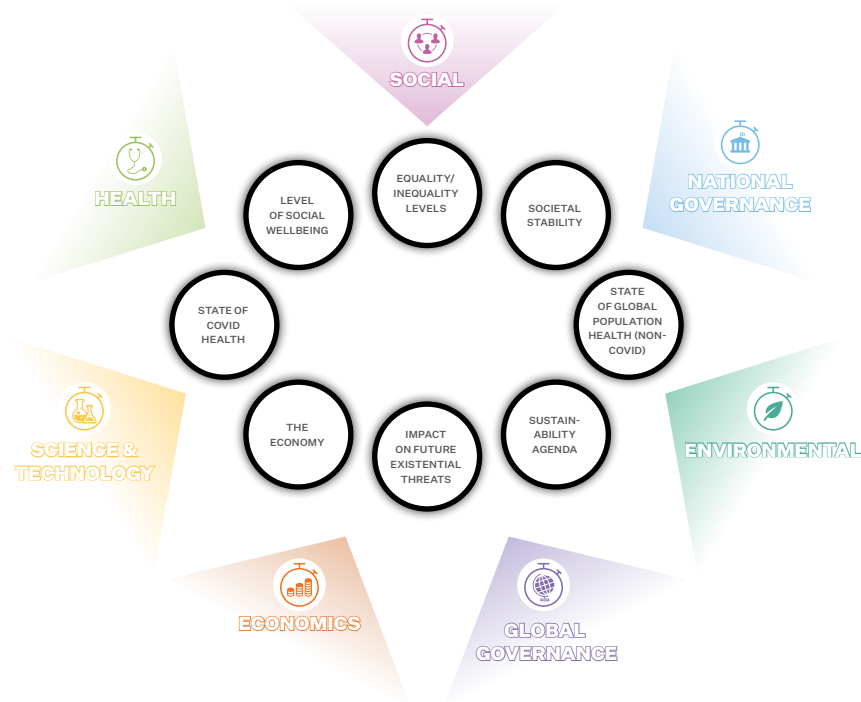 SOCIAL
HEALTH
NATIONAL
GOVERNANCE
LEVEL
OF SOCIAL
WELLBEING
EQUALITY/
INEQUALITY
LEVELS
SOCIETAL
STABILITY
STATE OF
COVID
HEALTH
STATE
OF GLOBAL
POPULATION
HEALTH (NON-
COVID)
THE
ECONOMY
IMPACT
ON FUTURE
EXISTENTIAL
THREATS
SUSTAIN-
ABILITY
AGENDA
SCIENCE &
TECHNOLOGY
ENVIRONMENTAL
ECONOMICS
GLOBAL
GOVERNANCE